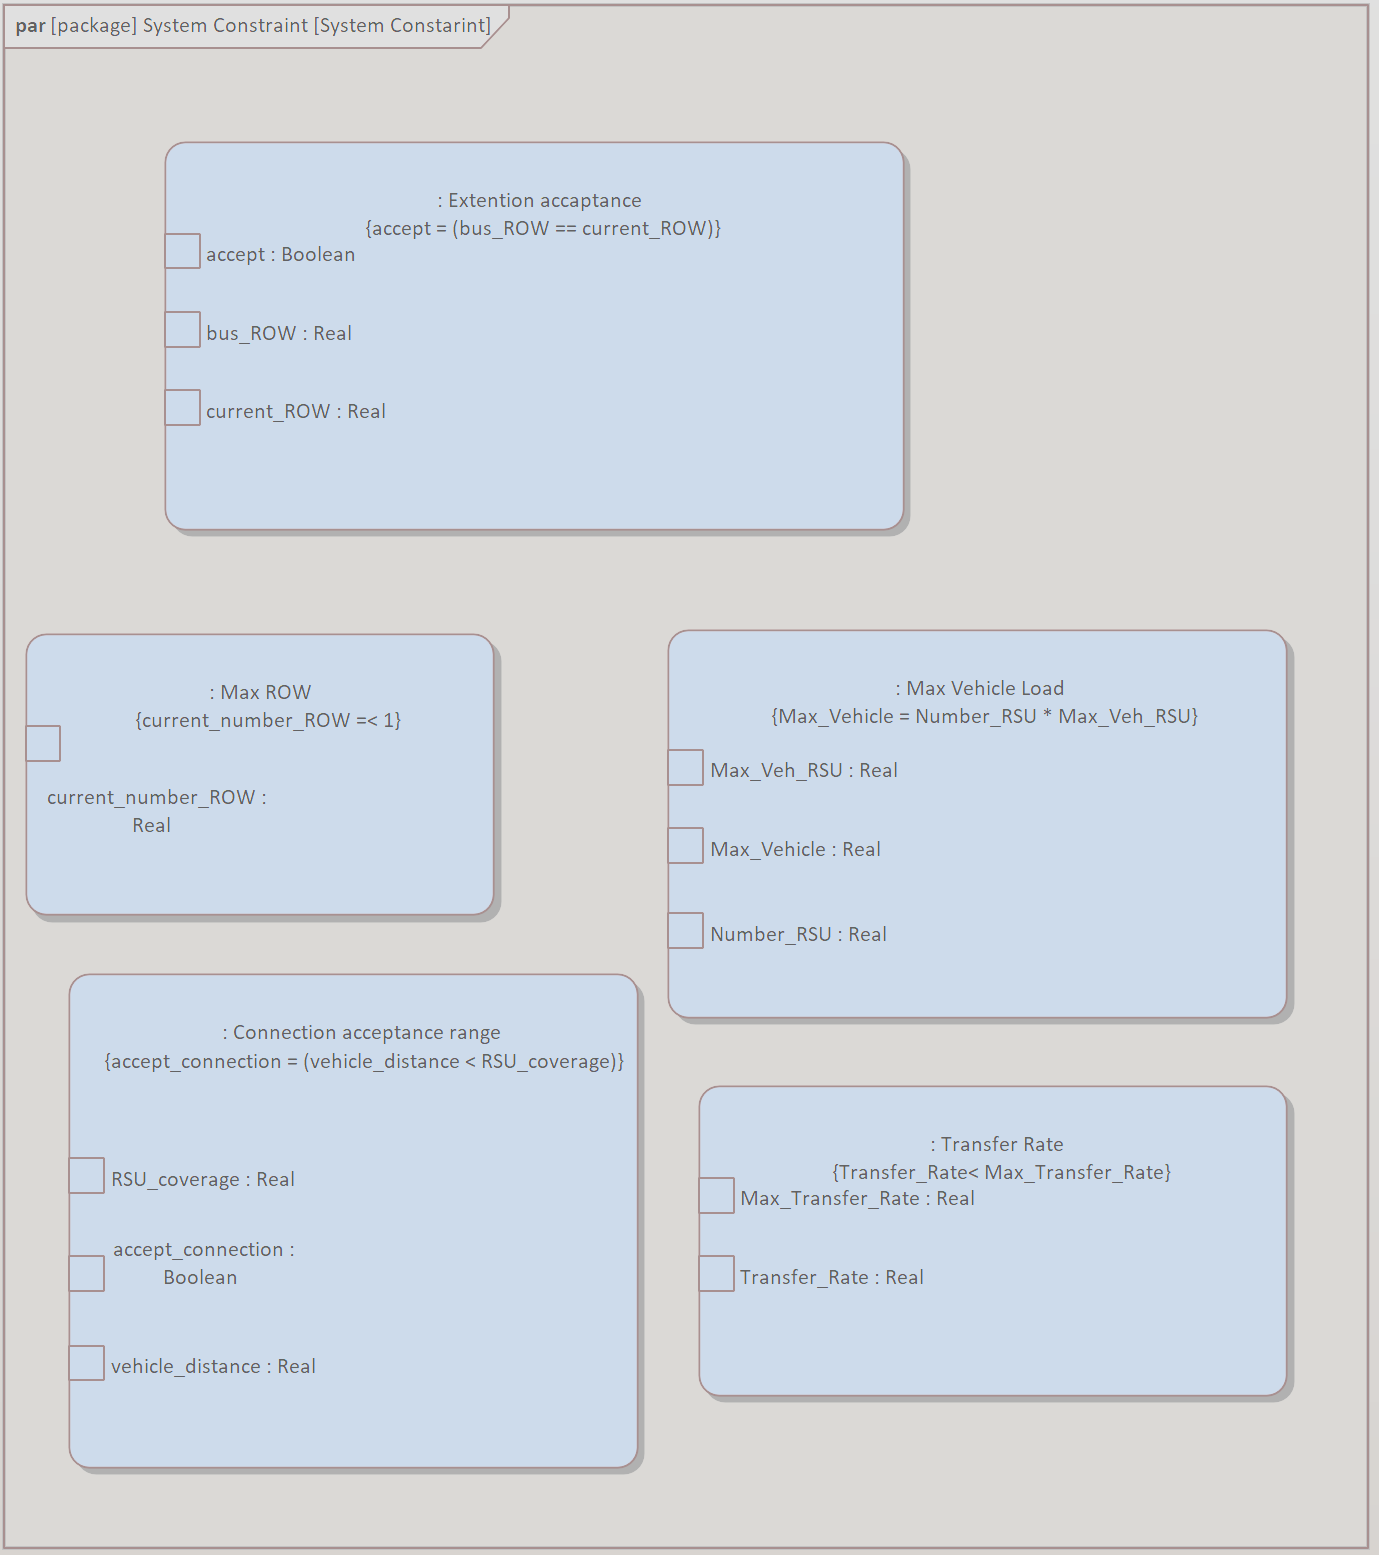 par [package] System Constraint [System Constarint]
: Extention accaptance
{accept = (bus_ROW == current_ROW)}
accept : Boolean
bus_ROW : Real
current_ROW : Real
: Max ROW
{current_number_ROW =< 1}
current_number_ROW :
Real
: Max Vehicle Load
{Max_Vehicle = Number_RSU * Max_Veh_RSU}
Max_Veh_RSU : Real
Max_Vehicle : Real
Number_RSU : Real
: Connection acceptance range
{accept_connection = (vehicle_distance < RSU_coverage)}
RSU_coverage : Real
accept_connection :
Boolean
vehicle_distance : Real
: Transfer Rate
{Transfer_Rate< Max_Transfer_Rate}
Max_Transfer_Rate : Real
Transfer_Rate : Real